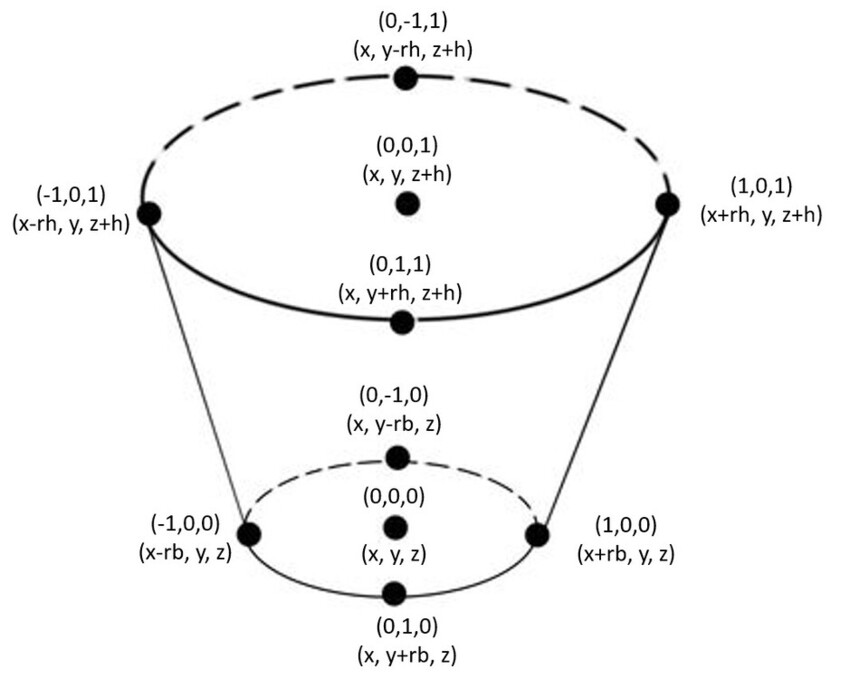 (0,-1,1)
(x, y-rh, z+h)
(0,0,1)
(x, y, z+h)
(-1,0,1)
(x-rh, y, z+h)
(1,0,1)
(x+rh, y, z+h)
(0,1,1)
(x, y+rh, z+h)
(0,-1,0)
(x, y-rb, z)
(0,0,0)
(x, y, z)
(-1,0,0)
(x-rb, y, z)
(1,0,0)
(x+rb, y, z)
(0,1,0)
(x, y+rb, z)